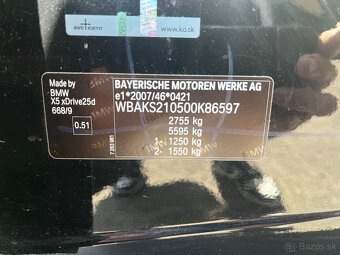 www.ko.sk
Made by
BMW
X5 xDrive25d
668/9
0.51
BAYERISCHE MOTOREN WERKE AG
e1*2007/46*0421
WBAKS210500K86597
2755 kg
5595 kg
1- 1250 kg
2- 1550 kg
Bazos.sk